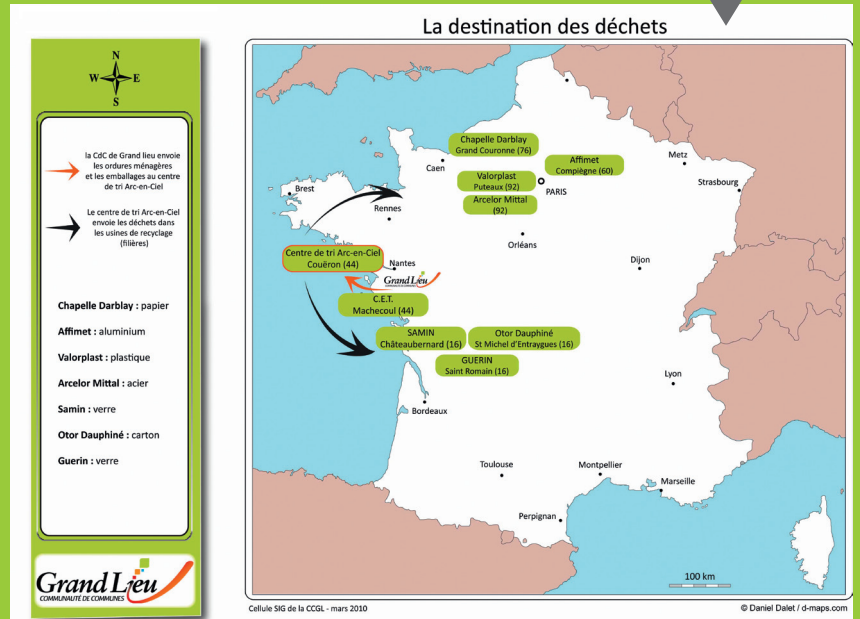 La destination des déchets
N
W E
S
la CdC de Grand lieu envoie
les ordures ménagères
et les emballages au centre
de tri Arc-en-Ciel
Le centre de tri Arc-en-Ciel
envoie les déchets dans
les usines de recyclage
(filières)
Chapelle Darblay : papier
Affimet : aluminium
Valorplast : plastique
Arcelor Mittal : acier
Samin : verre
Otor Dauphiné : carton
Guerin : verre
Grand Lieu
COMMUNAUTÉ DE COMMUNES
Chapelle Darblay
Grand Couronne (76)
Caen
Affimet
Compiègne (60)
Metz
Valorplast
Puteaux (92)
PARIS
Strasbourg
Brest
Arcelor Mittal
(92)
Rennes
Orléans
Centre de tri Arc-en-Ciel
Couëron (44)
Nantes
Dijon
Grand Lieu
COMMUNAUTÉ DE COMMUNES
C.E.T.
Machecoul (44)
SAMIN
Châteaubernard (16)
Otor Dauphiné
St Michel d'Entraygues (16)
GUERIN
Saint Romain (16)
Lyon
Bordeaux
Toulouse
Montpellier
Marseille
Perpignan
100 km
Cellule SIG de la CCGL - mars 2010
© Daniel Dalet / d-maps.com